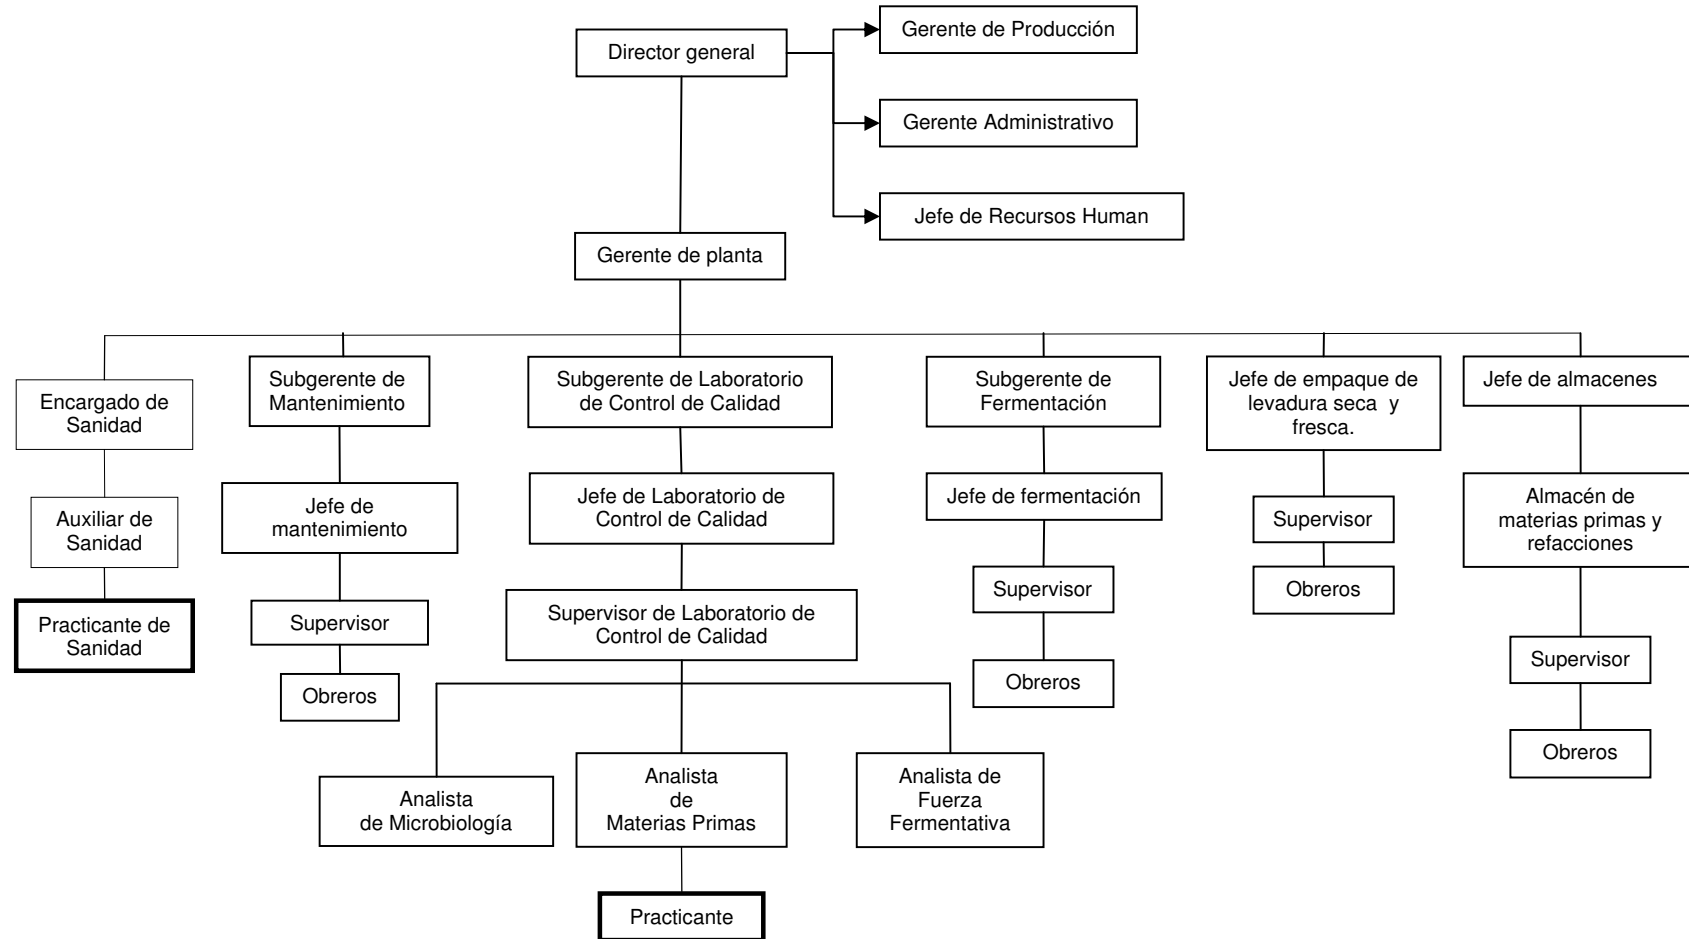 Director general
Gerente de Producción
Gerente Administrativo
Jefe de Recursos Human
Gerente de planta
Encargado de
Sanidad
Auxiliar de
Sanidad
Practicante de
Sanidad
Subgerente de
Mantenimiento
Jefe de
mantenimiento
Supervisor
Obreros
Subgerente de Laboratorio
de Control de Calidad
Jefe de Laboratorio de
Control de Calidad
Supervisor de Laboratorio de
Control de Calidad
Analista
de Microbiología
Analista
de
Materias Primas
Analista de
Fuerza
Fermentativa
Practicante
Subgerente de
Fermentación
Jefe de fermentación
Supervisor
Obreros
Jefe de empaque de
levadura seca y
fresca.
Supervisor
Obreros
Jefe de almacenes
Almacén de
materias primas y
refacciones
Supervisor
Obreros